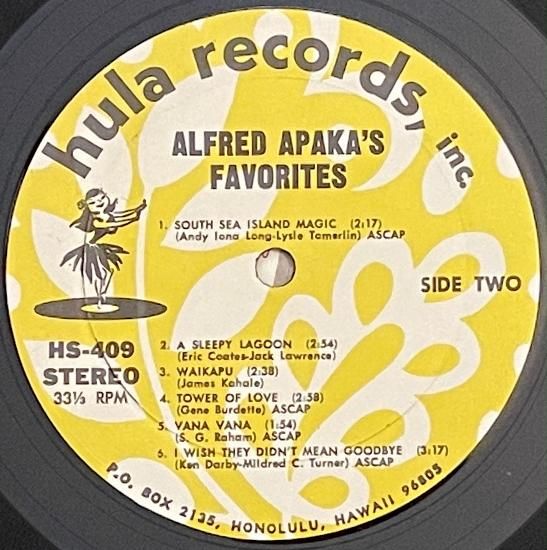 hula records, inc.
ALFRED APAKA'S
FAVORITES
1. SOUTH SEA ISLAND MAGIC (2:17)
(Andy Iona Long-Lysle Tomerlin) ASCAP
SIDE TWO
HS-409
STEREO
33⅓ RPM
2. A SLEEPY LAGOON (2:54)
(Eric Coates-Jack Lawrence)
3. WAIKAPU (2:38)
(James Kahale)
4. TOWER OF LOVE (2:58)
(Gene Burdette) ASCAP
5. VANA VANA (1:54)
(S. G. Raham) ASCAP
6. I WISH THEY DIDN'T MEAN GOODBYE (3:17)
(Ken Darby-Mildred C. Turner) ASCAP
P.O. BOX 2135, HONOLULU, HAWAII 96805